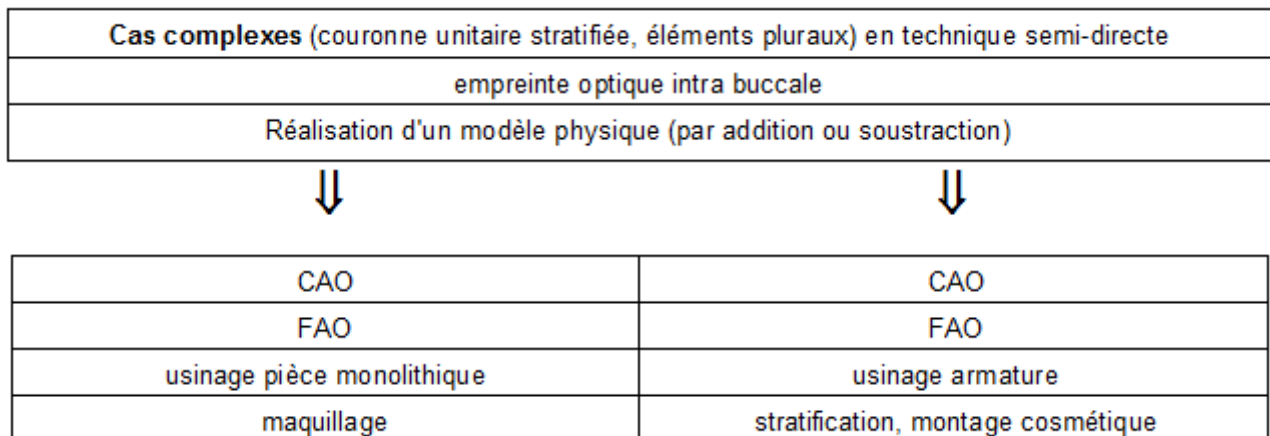 Cas complexes (couronne unitaire stratifiée, éléments pluraux) en technique semi-directe
empreinte optique intra buccale
Réalisation d'un modèle physique (par addition ou soustraction)
⇓ ⇓
CAO CAO
FAO FAO
usinage pièce monolithique usinage armature
maquillage stratification, montage cosmétique